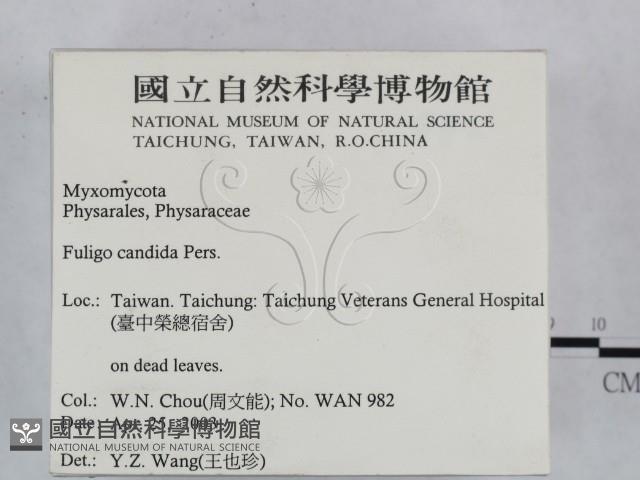 國立自然科學博物館
NATIONAL MUSEUM OF NATURAL SCIENCE
TAICHUNG, TAIWAN, R.O.CHINA
Myxomycota
Physarales, Physaraceae
Fuligo candida Pers.
Loc.: Taiwan. Taichung: Taichung Veterans General Hospital
(臺中榮總宿舍)
on dead leaves.
Col.: W.N. Chou(周文能); No. WAN 982
Date: 25, 2003
國立自然科學博物館
NATIONAL MUSEUM OF NATURAL SCIENCE
Det.: Y.Z. Wang(王也珍)
10
CM